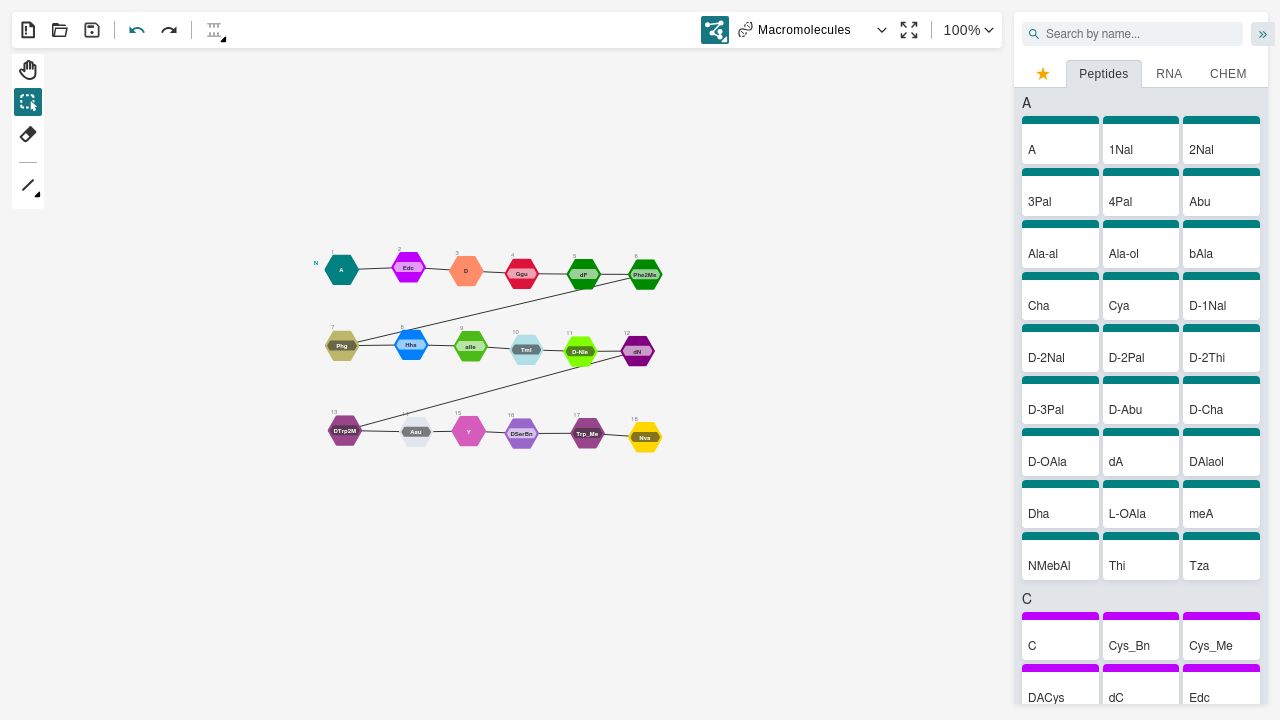 Macromolecules
100%
Search by name...
Peptides
RNA
CHEM
A
A
1Nal
2Nal
3Pal
4Pal
Abu
Ala-al
Ala-ol
bAla
Cha
Cya
D-1Nal
D-2Nal
D-2Pal
D-2Thi
D-3Pal
D-Abu
D-Cha
D-OAla
dA
DAlaol
Dha
L-OAla
meA
NMebAl
Thi
Tza
C
C
Cys_Bn
Cys_Me
DACys
dC
Edc
N
1
2
3
4
5
6
A
Edc
D
Ggu
dF
Phe2Me
7
8
9
10
11
12
Phg
Hhs
aIle
Tml
D-Nle
dN
13
14
15
16
17
18
DTrp2M
Asu
Y
DSerBn
Trp_Me
Nva